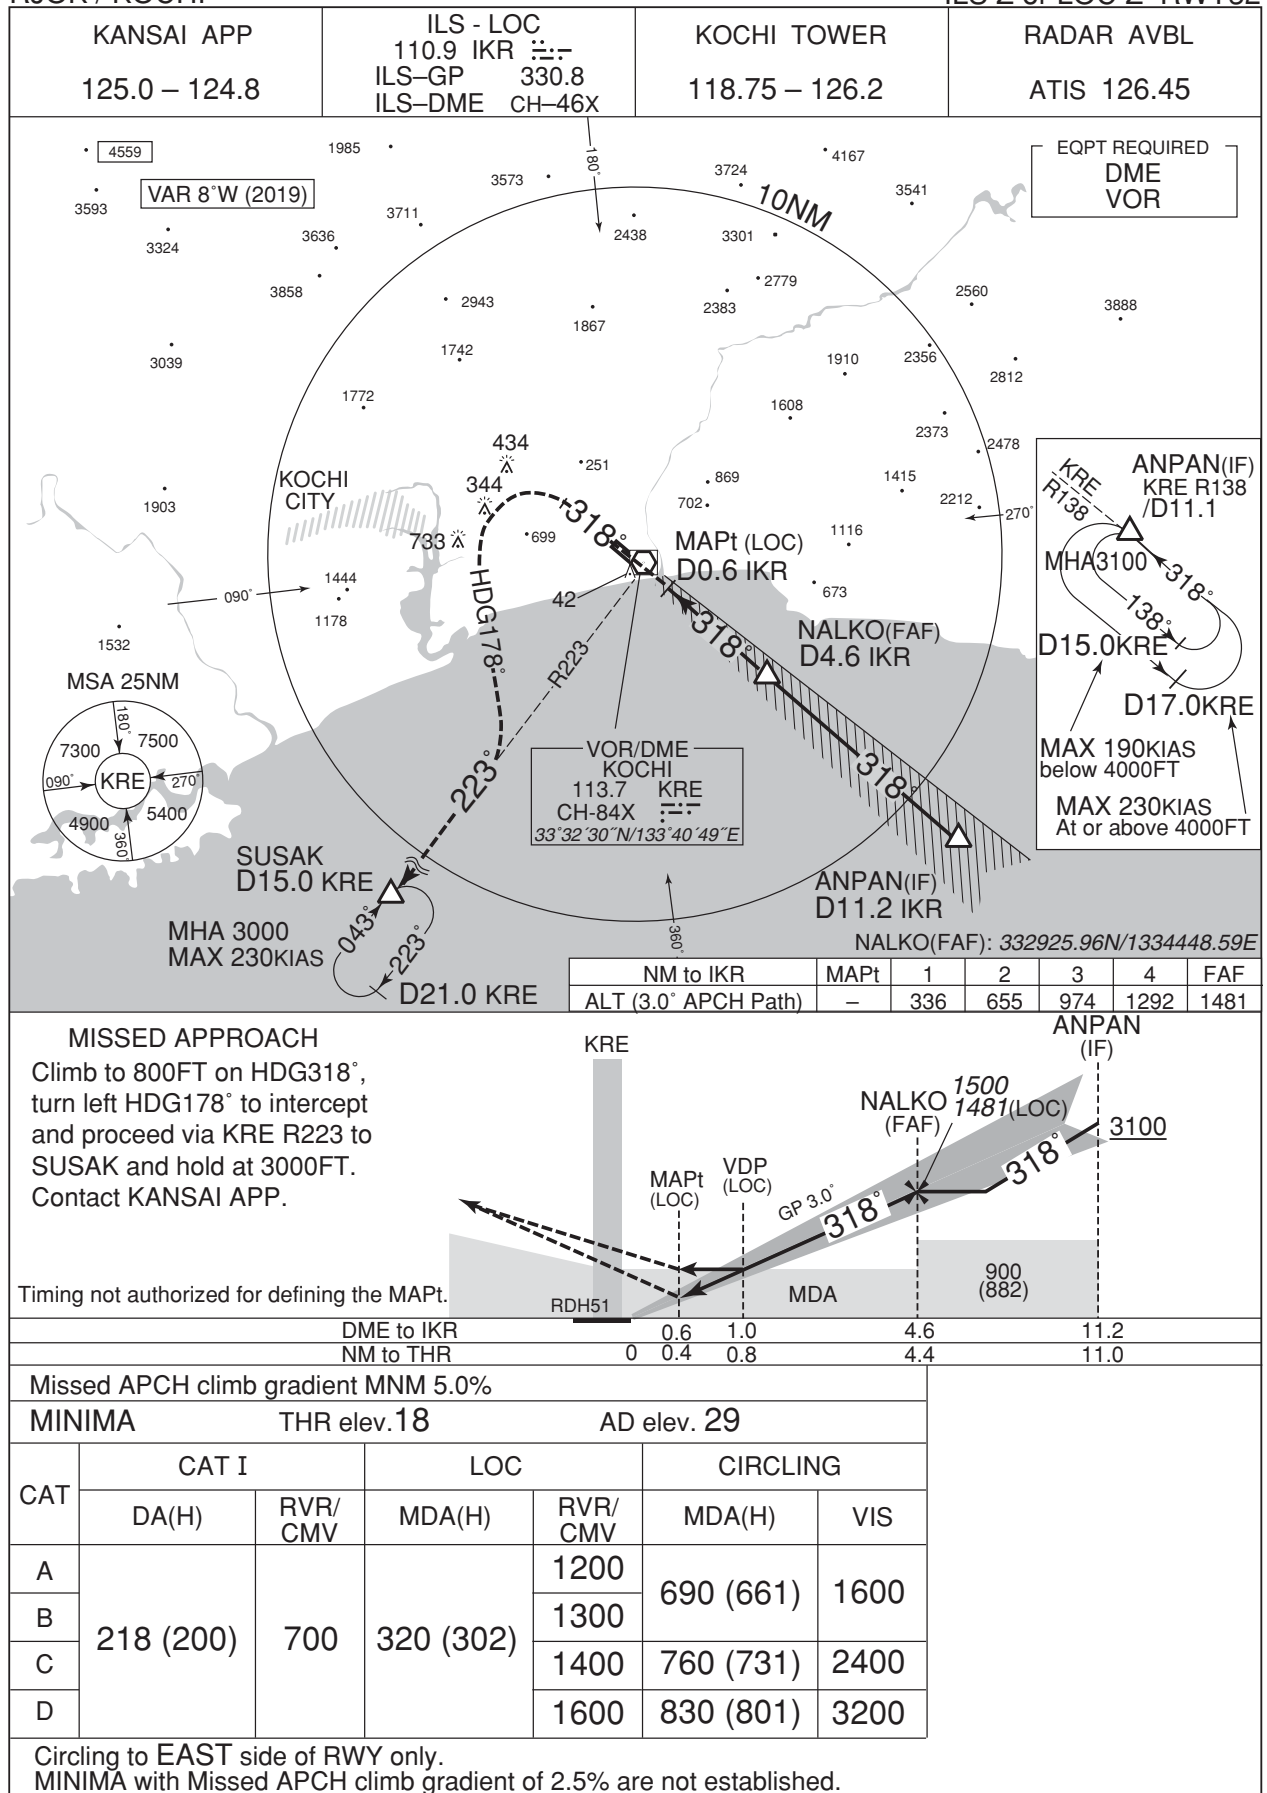 KANSAI APP
125.0 – 124.8
ILS - LOC
110.9 IKR
ILS–GP 330.8
ILS–DME CH–46X
KOCHI TOWER
118.75 – 126.2
RADAR AVBL
ATIS 126.45
EQPT REQUIRED
DME
VOR
VAR 8°W (2019)
4559
1985
3573
180°
3724
4167
3541
3593
3324
3711
3636
3858
2438
3301
10NM
2943
1867
2383
2779
2560
3888
3039
1742
1910
2356
2812
1772
1608
2373
2478
434
251
344
869
702
1415
2212
270°
KOCHI
CITY
1903
733
699
318°
1116
MAPt (LOC)
D0.6 IKR
673
1444
1178
090°
42
HDG178°
R223
318°
NALKO(FAF)
D4.6 IKR
1532
MSA 25NM
180°
7300
7500
090°
KRE
270°
4900
5400
360°
223°
VOR/DME
KOCHI
113.7 KRE
CH-84X
33°32´30˝N/133°40´49˝E
318°
SUSAK
D15.0 KRE
ANPAN(IF)
D11.2 IKR
MHA 3000
MAX 230KIAS
043°
223°
D21.0 KRE
360°
ANPAN(IF)
KRE R138
/D11.1
KRE
R138
MHA3100
318°
138°
D15.0KRE
D17.0KRE
MAX 190KIAS
below 4000FT
MAX 230KIAS
At or above 4000FT
NALKO(FAF): 332925.96N/1334448.59E
NM to IKR MAPt 1 2 3 4 FAF
ALT (3.0° APCH Path) – 336 655 974 1292 1481
MISSED APPROACH
Climb to 800FT on HDG318°,
turn left HDG178° to intercept
and proceed via KRE R223 to
SUSAK and hold at 3000FT.
Contact KANSAI APP.
Timing not authorized for defining the MAPt.
KRE
ANPAN
(IF)
NALKO
(FAF)
1500
1481(LOC)
3100
MAPt
(LOC)
VDP
(LOC)
GP 3.0°
318°
318°
RDH51
MDA
900
(882)
DME to IKR 0.6 1.0 4.6 11.2
NM to THR 0 0.4 0.8 4.4 11.0
Missed APCH climb gradient MNM 5.0%
MINIMA THR elev.18 AD elev. 29
CAT CAT I LOC CIRCLING
DA(H) RVR/CMV MDA(H) RVR/CMV MDA(H) VIS
A 218 (200) 700 320 (302) 1200 690 (661) 1600
B 1300
C 1400 760 (731) 2400
D 1600 830 (801) 3200
Circling to EAST side of RWY only.
MINIMA with Missed APCH climb gradient of 2.5% are not established.